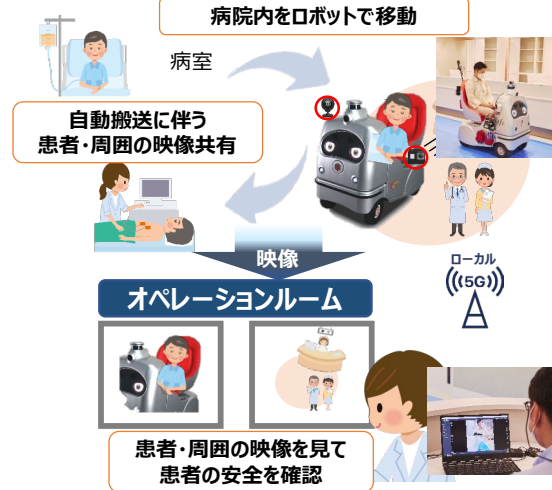 病院内をロボットで移動
病室
自動搬送に伴う
患者・周囲の映像共有
映像
ローカル
5G
オペレーションルーム
患者・周囲の映像を見て
患者の安全を確認